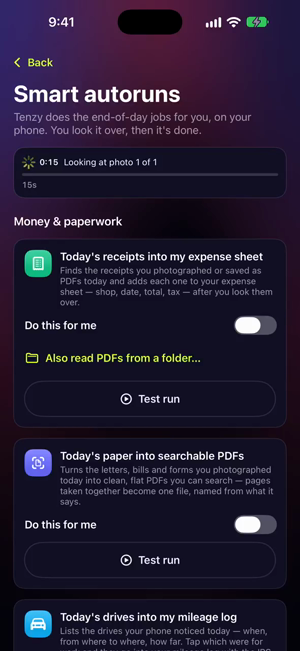 9:41
Back
Smart autoruns
Tenzy does the end-of-day jobs for you, on your
phone. You look it over, then it's done.
0:15 Looking at photo 1 of 1
15s
Money & paperwork
Today's receipts into my expense sheet
Finds the receipts you photographed or saved as
PDFs today and adds each one to your expense
sheet — shop, date, total, tax — after you look them
over.
Do this for me
Also read PDFs from a folder...
Test run
Today's paper into searchable PDFs
Turns the letters, bills and forms you photographed
today into clean, flat PDFs you can search — pages
taken together become one file, named from what it
says.
Do this for me
Test run
Today's drives into my mileage log
Lists the drives your phone noticed today — when,
from where to where, how far. Tap which were for